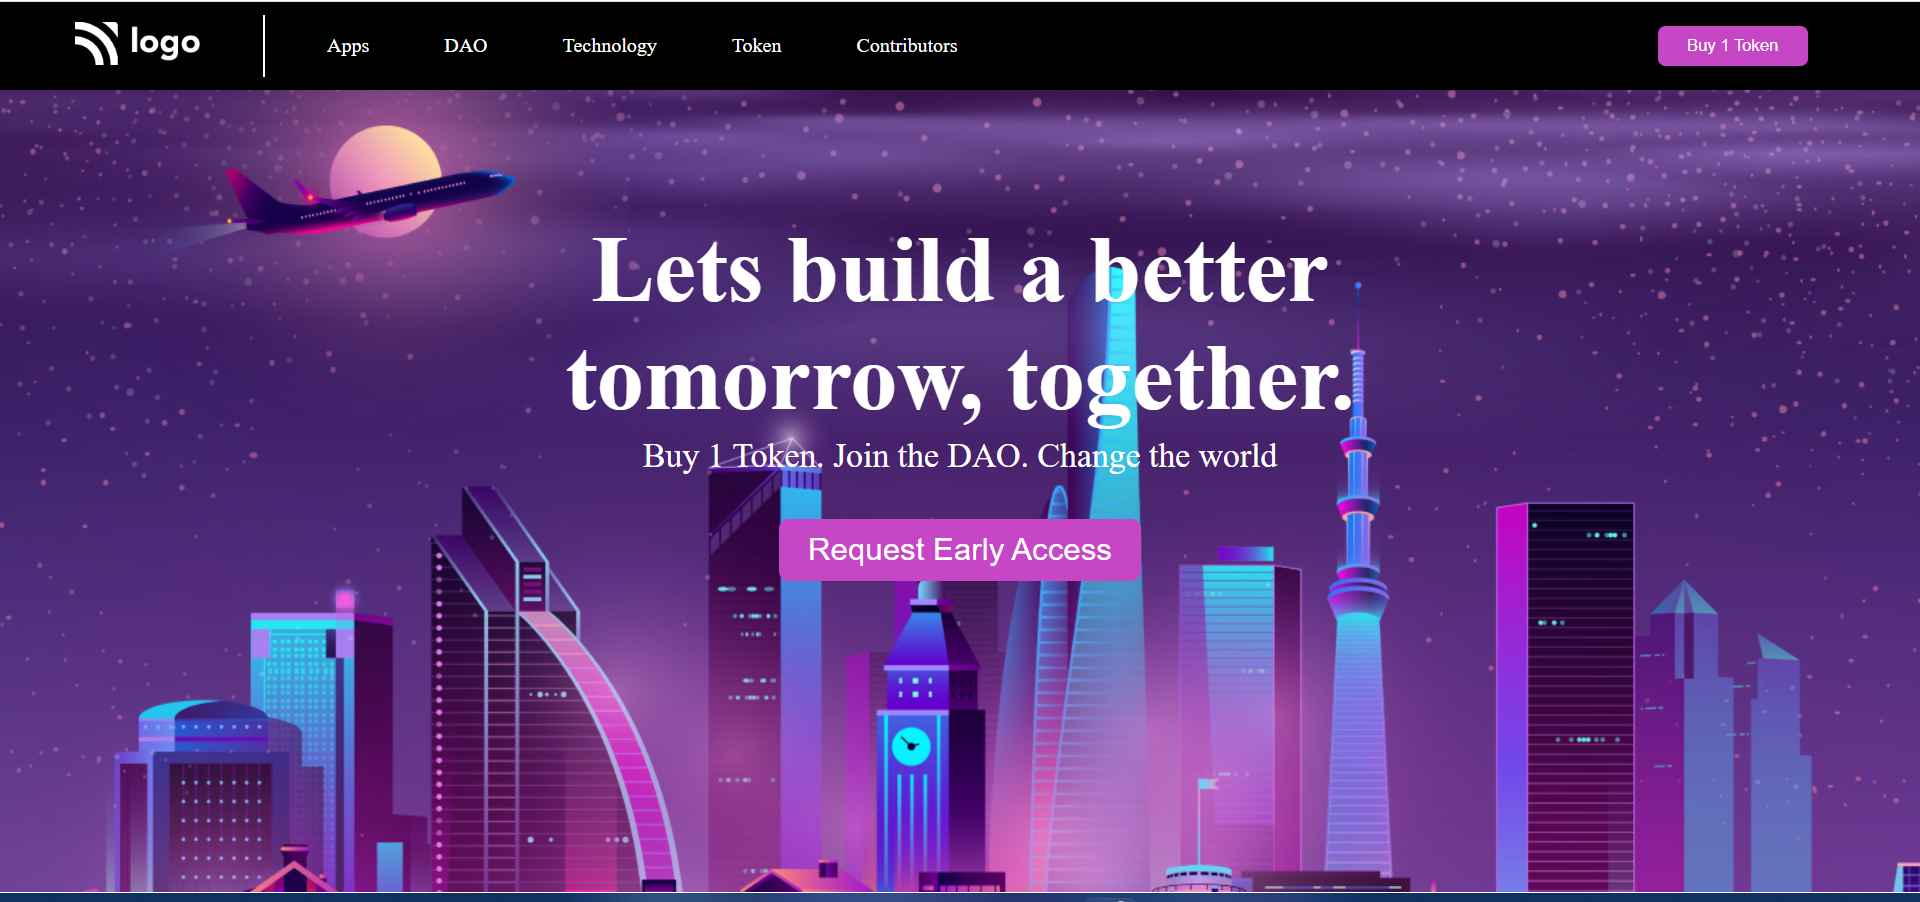 logo
Apps
DAO
Technology
Token
Contributors
Buy 1 Token
Lets build a better
tomorrow, together.
Buy 1 Token. Join the DAO. Change the world
Request Early Access